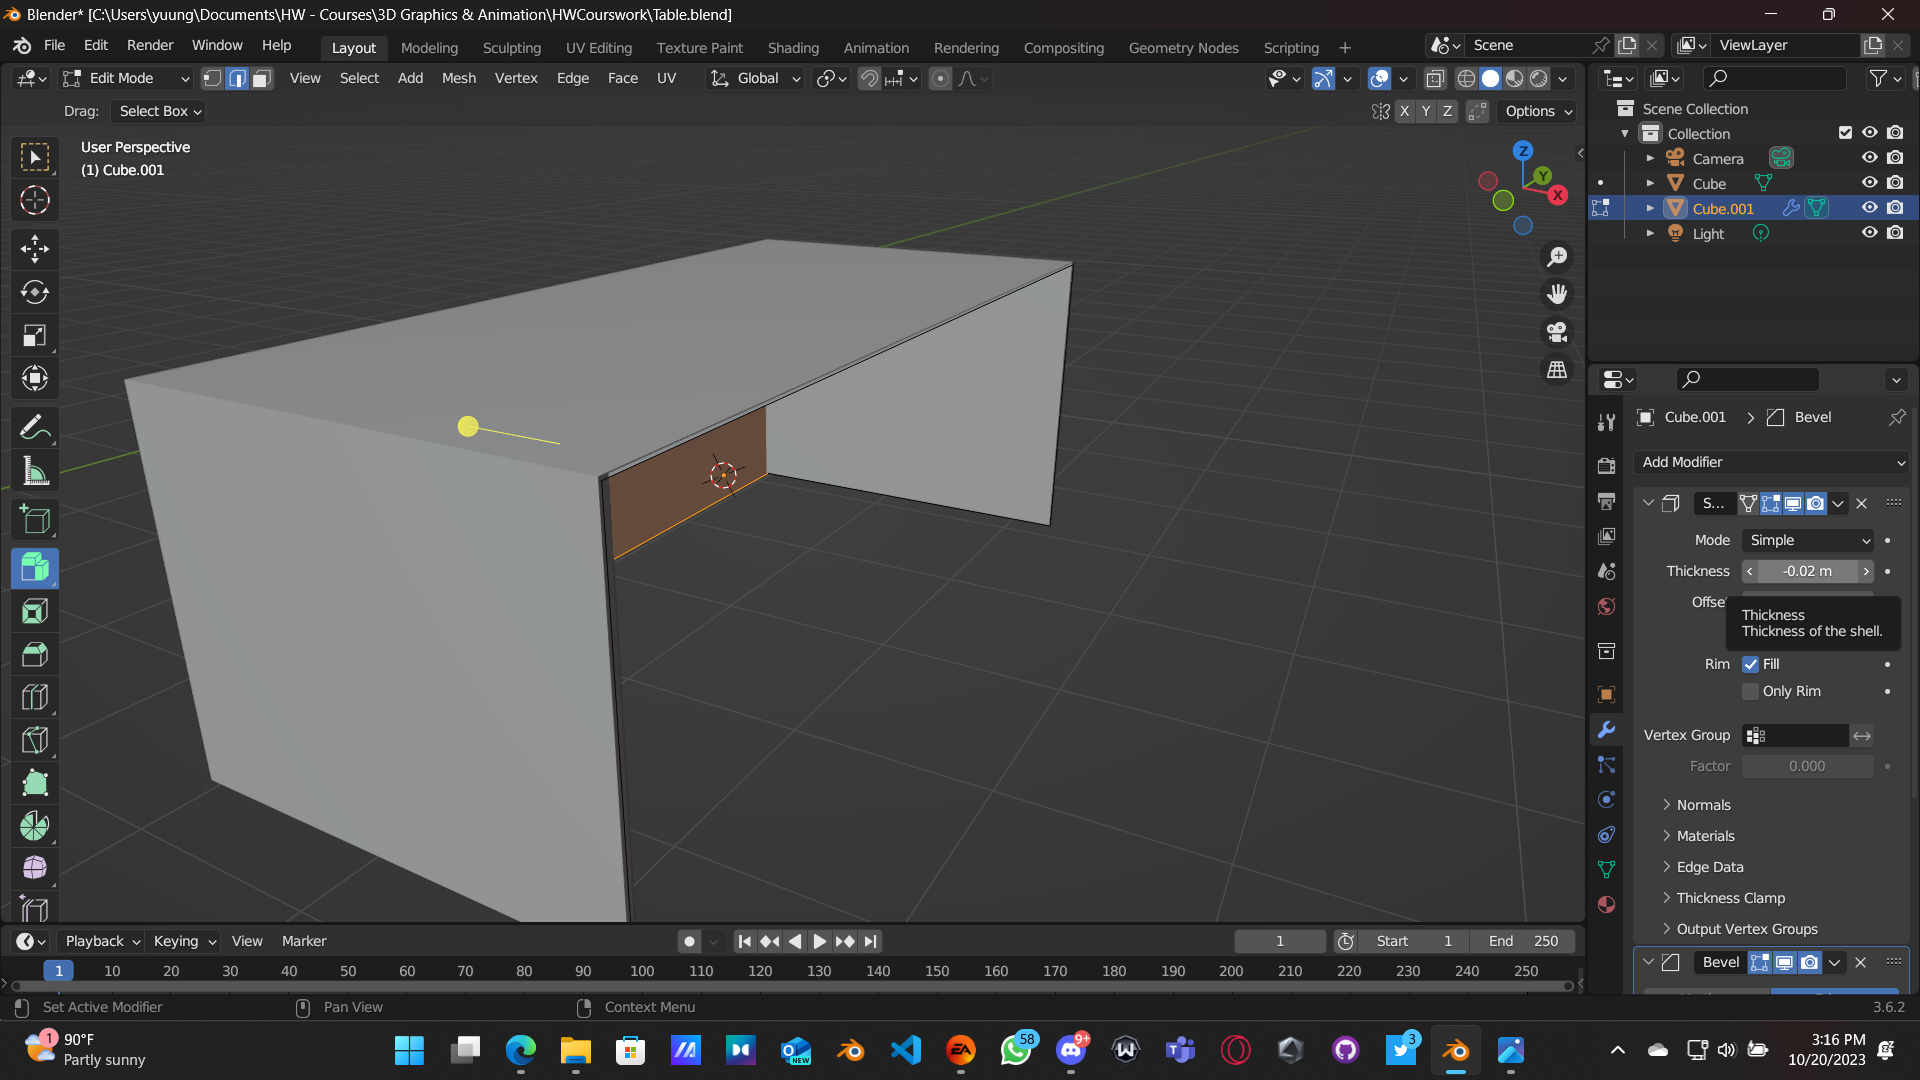 Blender* [C:\Users\yuung\Documents\HW - Courses\3D Graphics & Animation\HWCourswork\Table.blend]
File Edit Render Window Help Layout Modeling Sculpting UV Editing Texture Paint Shading Animation Rendering Compositing Geometry Nodes Scripting + Scene ViewLayer
Edit Mode View Select Add Mesh Vertex Edge Face UV Global
Drag: Select Box X Y Z Options
User Perspective
(1) Cube.001
Z
Y
X
Scene Collection
Collection
Camera
Cube
Cube.001
Light
Cube.001 > Bevel
Add Modifier
S...
Mode Simple
Thickness -0.02 m
Offse
Thickness
Thickness of the shell.
Rim Fill
Only Rim
Vertex Group
Factor 0.000
Normals
Materials
Edge Data
Thickness Clamp
Output Vertex Groups
Bevel
Playback Keying View Marker 1 Start 1 End 250
1 10 20 30 40 50 60 70 80 90 100 110 120 130 140 150 160 170 180 190 200 210 220 230 240 250
Set Active Modifier Pan View Context Menu 3.6.2
1 90°F
Partly sunny
NEW
EA
58
9+
3
3:16 PM
10/20/2023